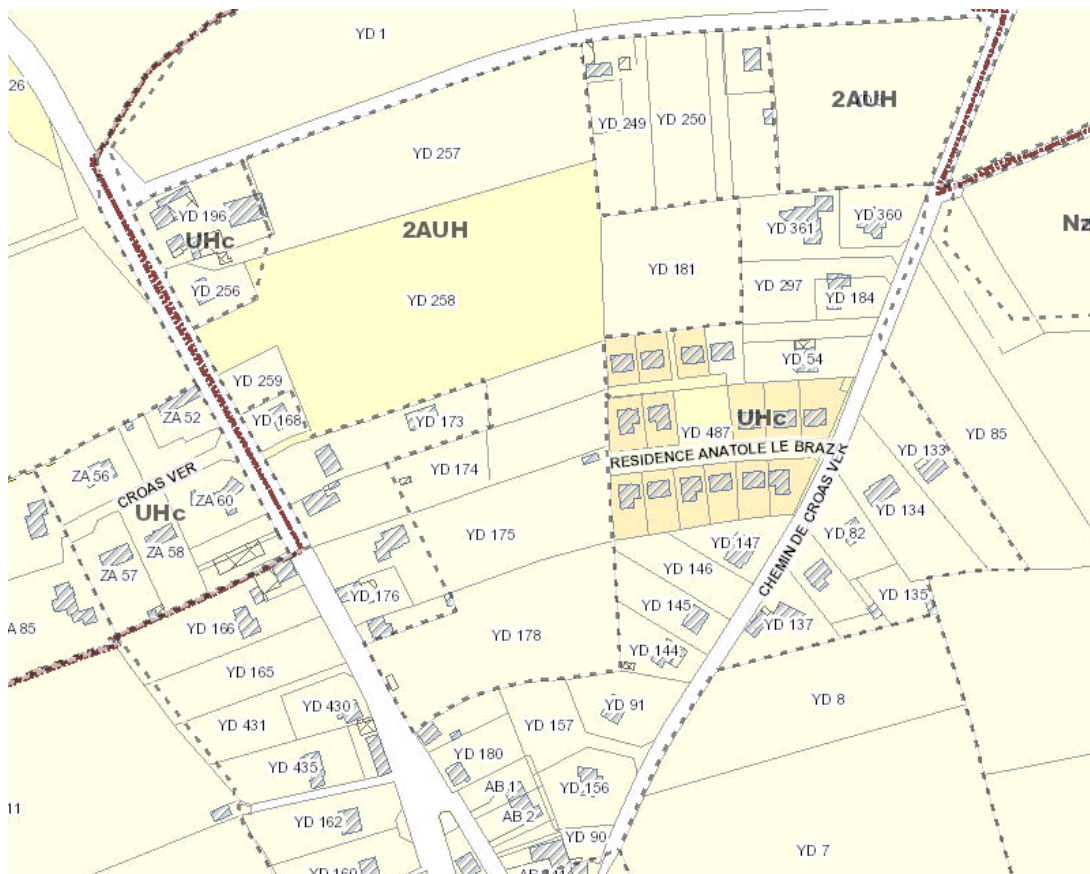 YD 1
26
2AUH
YD 249
YD 250
YD 257
YD 196
UHc
2AUH
YD 361
YD 360
Nz
YD 181
YD 256
YD 258
YD 297
YD 184
YD 54
YD 259
ZA 52
YD 168
YD 173
UHc
YD 487
YD 85
YD 133
RESIDENCE ANATOLE LE BRAZ
ZA 56
CROAS VER
ZA 60
YD 174
UHc
YD 134
YD 175
YD 82
ZA 58
ZA 57
YD 147
CHEMIN DE CROAS VER
YD 146
YD 176
YD 145
YD 135
YD 137
A 85
YD 166
YD 178
YD 144
YD 165
YD 8
YD 430
YD 91
YD 431
YD 157
YD 180
YD 435
AB 1
YD 156
11
AB 2
YD 162
YD 90
YD 7
YD 160